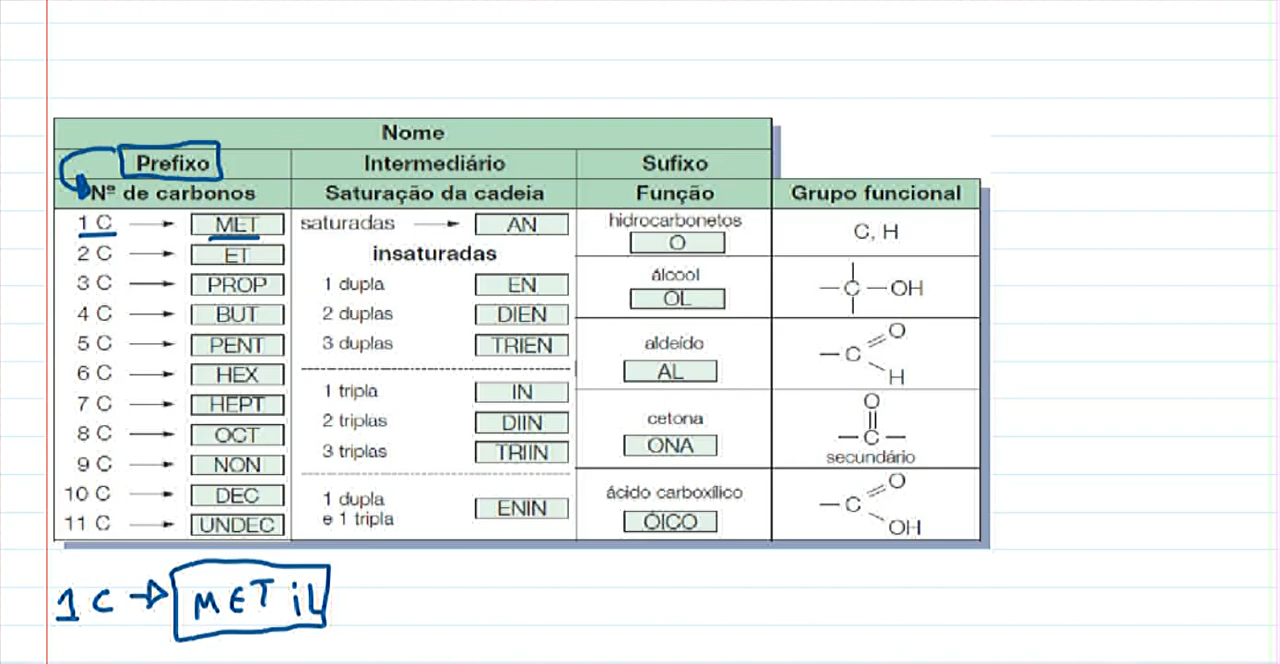 Nome
Prefixo Intermediário Sufixo
Nº de carbonos Saturação da cadeia Função Grupo funcional
1 C MET saturadas AN hidrocarbonetos O C, H
2 C ET insaturadas
3 C PROP 1 dupla EN álcool OL —C—OH
4 C BUT 2 duplas DIEN
5 C PENT 3 duplas TRIEN aldeído AL —C O H
6 C HEX
7 C HEPT 1 tripla IN
8 C OCT 2 triplas DIIN cetona ONA O —C— secundário
9 C NON 3 triplas TRIIN
10 C DEC 1 dupla e 1 tripla ENIN ácido carboxílico ÓICO —C O OH
11 C UNDEC
1 C → METiL